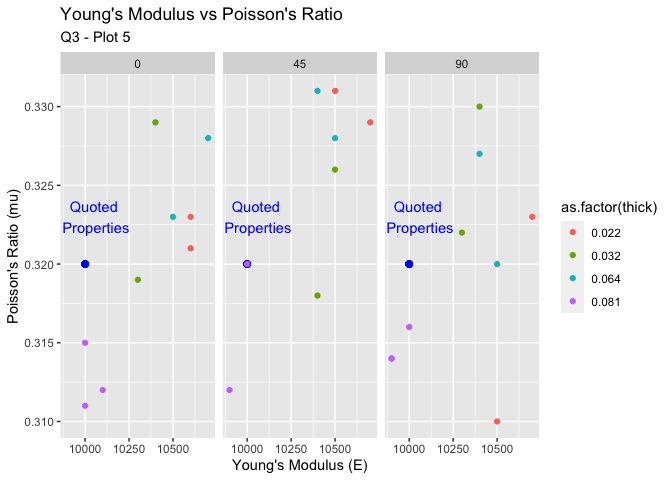 Young's Modulus vs Poisson's Ratio
Q3 - Plot 5
0
45
90
Poisson's Ratio (mu)
0.330
0.325
0.320
0.315
0.310
Quoted
Properties
Quoted
Properties
Quoted
Properties
10000
10250
10500
10000
10250
10500
10000
10250
10500
Young's Modulus (E)
as.factor(thick)
0.022
0.032
0.064
0.081